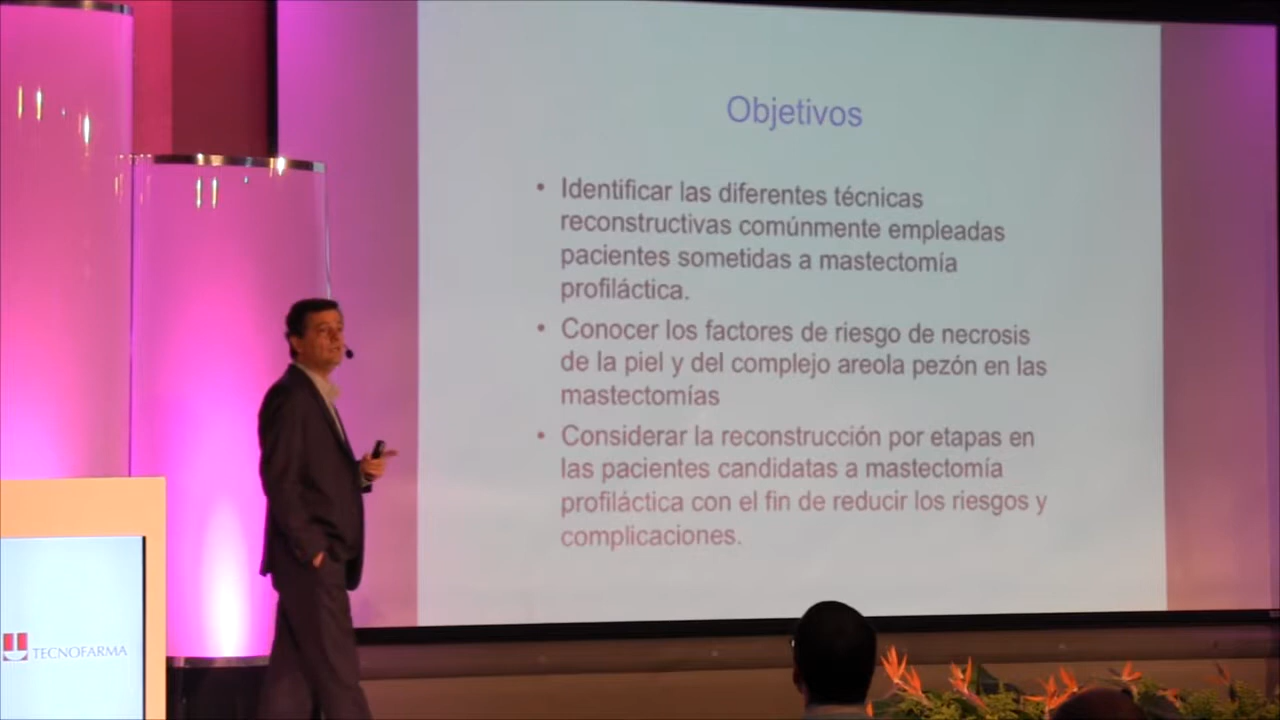 Objetivos
• Identificar las diferentes técnicas
reconstructivas comúnmente empleadas
pacientes sometidas a mastectomía
profiláctica.
• Conocer los factores de riesgo de necrosis
de la piel y del complejo areola pezón en las
mastectomías
• Considerar la reconstrucción por etapas en
las pacientes candidatas a mastectomía
profiláctica con el fin de reducir los riesgos y
complicaciones.
TECNOFARMA